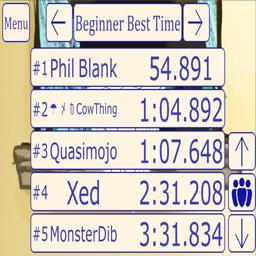 Menu
Beginner Best Time
#1 Phil Blank 54.891
#2 CowThing 1:04.892
#3 Quasimojo 1:07.648
#4 Xed 2:31.208
#5 MonsterDib 3:31.834